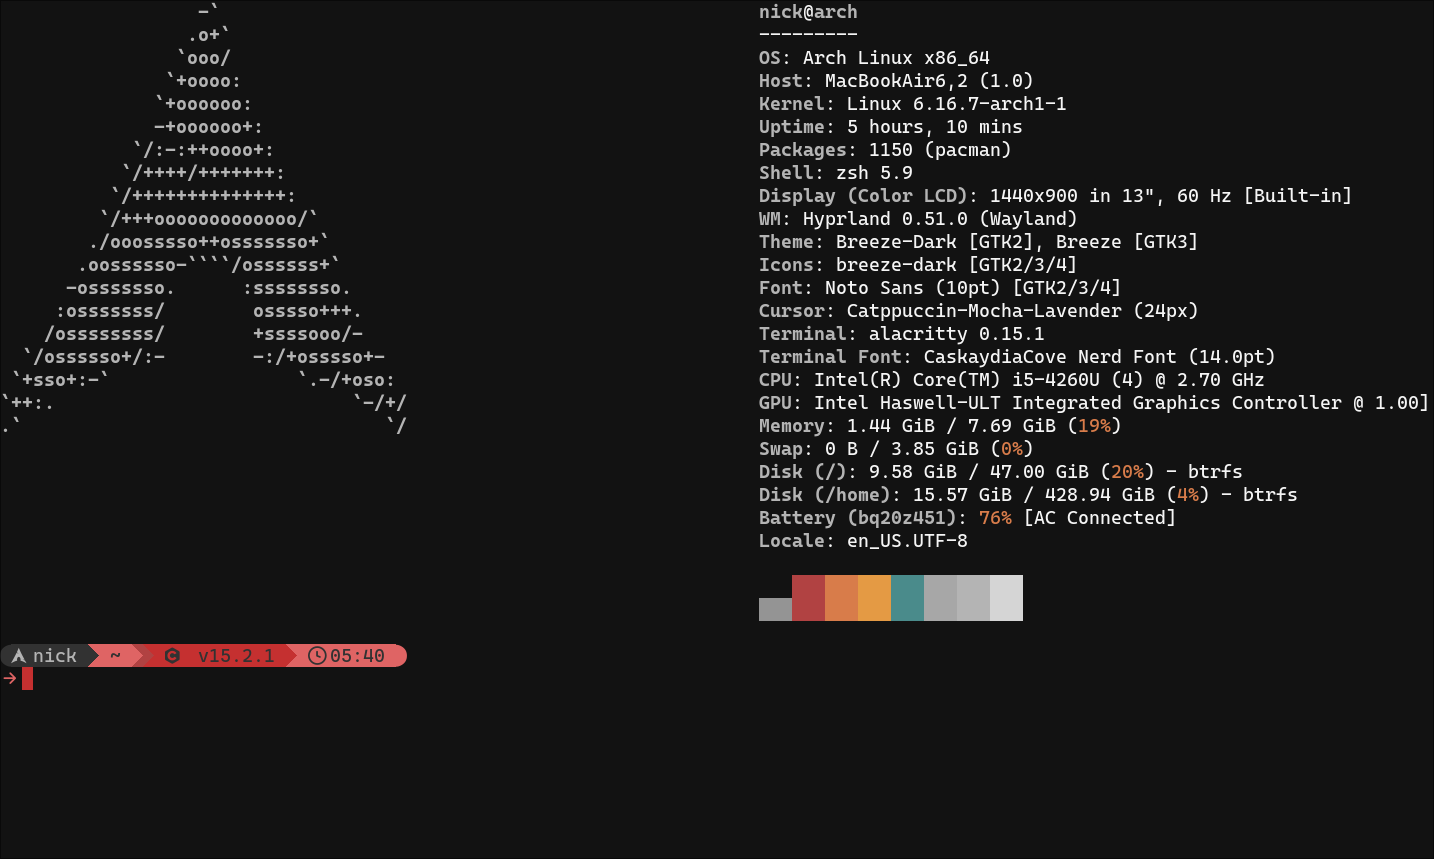 -`
                 .o+`
                `ooo/
               `+oooo:
              `+oooooo:
              -+oooooo+:
            `/:-:++oooo+:
           `/++++/+++++++:
          `/++++++++++++++:
         `/+++ooooooooooooo/`
        ./ooosssso++osssssso+`
       .oossssso-````/ossssss+`
      -osssssso.      :ssssssso.
     :osssssss/        osssso+++.
    /ossssssss/        +ssssooo/-
  `/ossssso+/:-        -:/+osssso+-
 `+sso+:-`                 `.-/+oso:
`++:.                           `-/+/
.`                                 `/
nick@arch
---------
OS: Arch Linux x86_64
Host: MacBookAir6,2 (1.0)
Kernel: Linux 6.16.7-arch1-1
Uptime: 5 hours, 10 mins
Packages: 1150 (pacman)
Shell: zsh 5.9
Display (Color LCD): 1440x900 in 13", 60 Hz [Built-in]
WM: Hyprland 0.51.0 (Wayland)
Theme: Breeze-Dark [GTK2], Breeze [GTK3]
Icons: breeze-dark [GTK2/3/4]
Font: Noto Sans (10pt) [GTK2/3/4]
Cursor: Catppuccin-Mocha-Lavender (24px)
Terminal: alacritty 0.15.1
Terminal Font: CaskaydiaCove Nerd Font (14.0pt)
CPU: Intel(R) Core(TM) i5-4260U (4) @ 2.70 GHz
GPU: Intel Haswell-ULT Integrated Graphics Controller @ 1.00]
Memory: 1.44 GiB / 7.69 GiB (19%)
Swap: 0 B / 3.85 GiB (0%)
Disk (/): 9.58 GiB / 47.00 GiB (20%) - btrfs
Disk (/home): 15.57 GiB / 428.94 GiB (4%) - btrfs
Battery (bq20z451): 76% [AC Connected]
Locale: en_US.UTF-8
nick ~ C v15.2.1 05:40
→